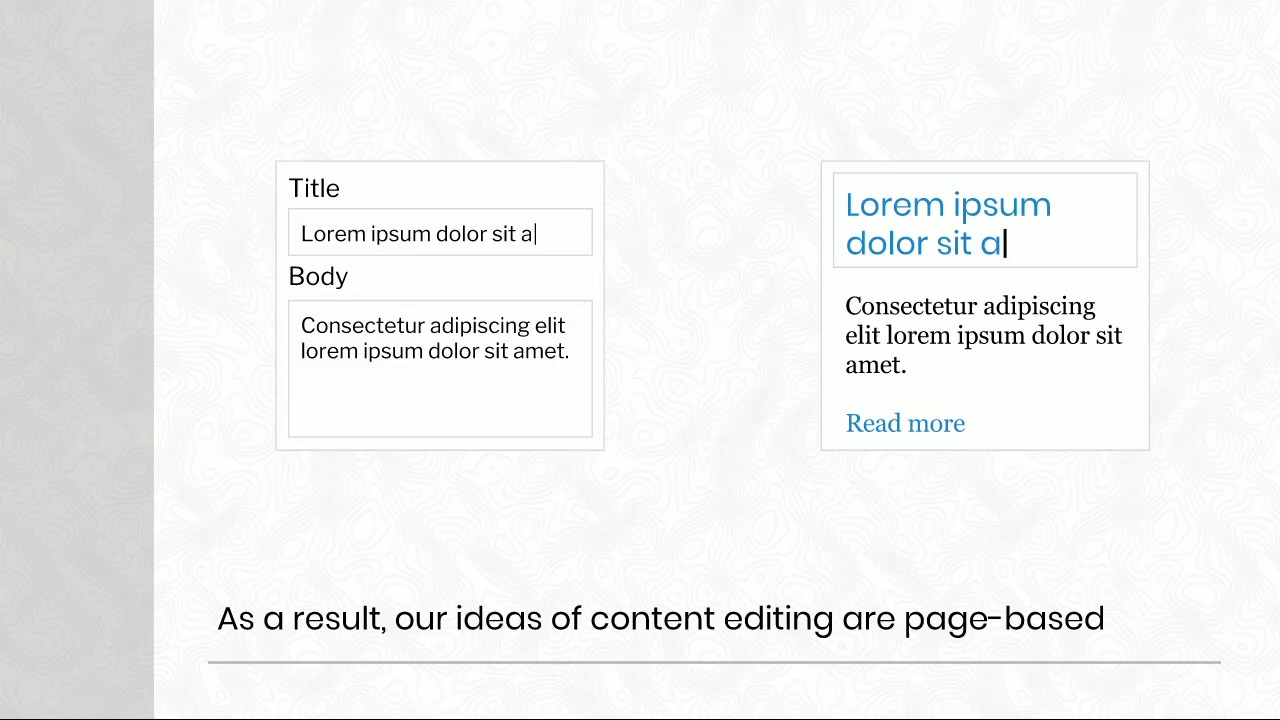 Title
Lorem ipsum dolor sit a
Body
Consectetur adipiscing elit
lorem ipsum dolor sit amet.
Lorem ipsum
dolor sit a
Consectetur adipiscing
elit lorem ipsum dolor sit
amet.
Read more
As a result, our ideas of content editing are page-based